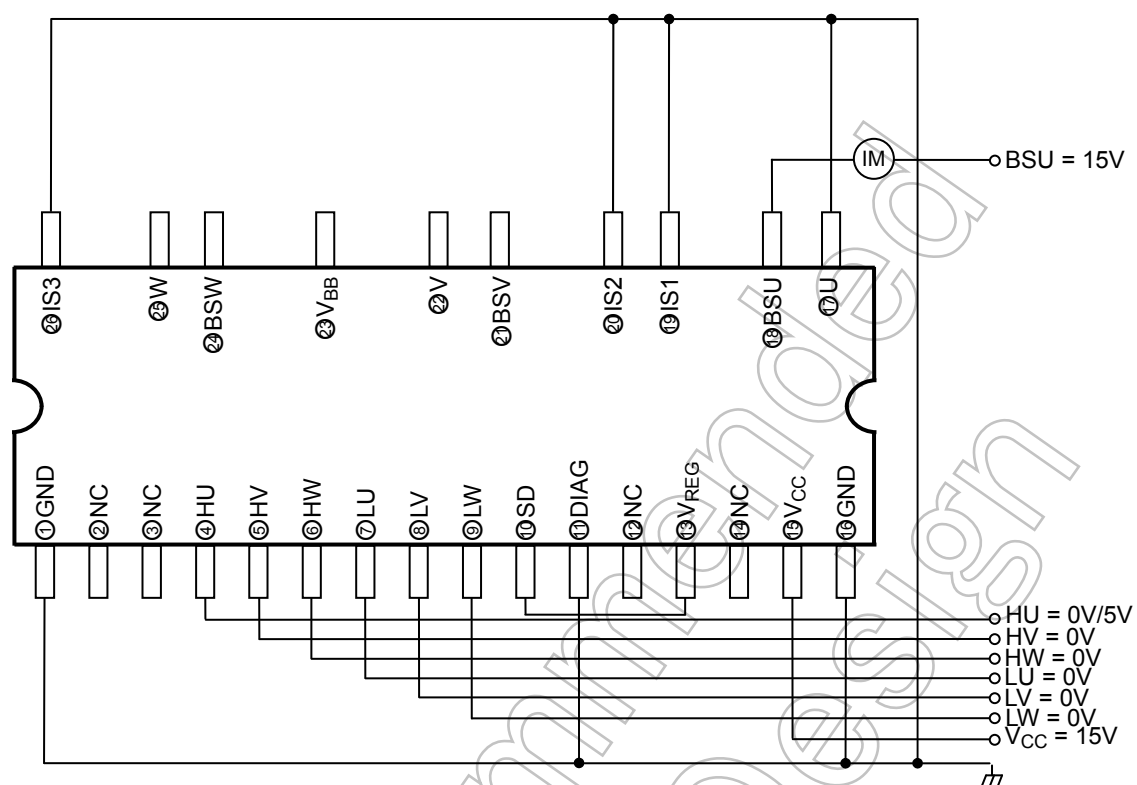 IM
BSU = 15V
㉖IS3
㉕W
㉔BSW
㉓VBB
㉒V
㉑BSV
⑳IS2
⑲IS1
⑱BSU
⑰U
①GND
②NC
③NC
④HU
⑤HV
⑥HW
⑦LU
⑧LV
⑨LW
⑩SD
⑪DIAG
⑫NC
⑬VREG
⑭NC
⑮VCC
⑯GND
HU = 0V/5V
HV = 0V
HW = 0V
LU = 0V
LV = 0V
LW = 0V
VCC = 15V
mmended
Design